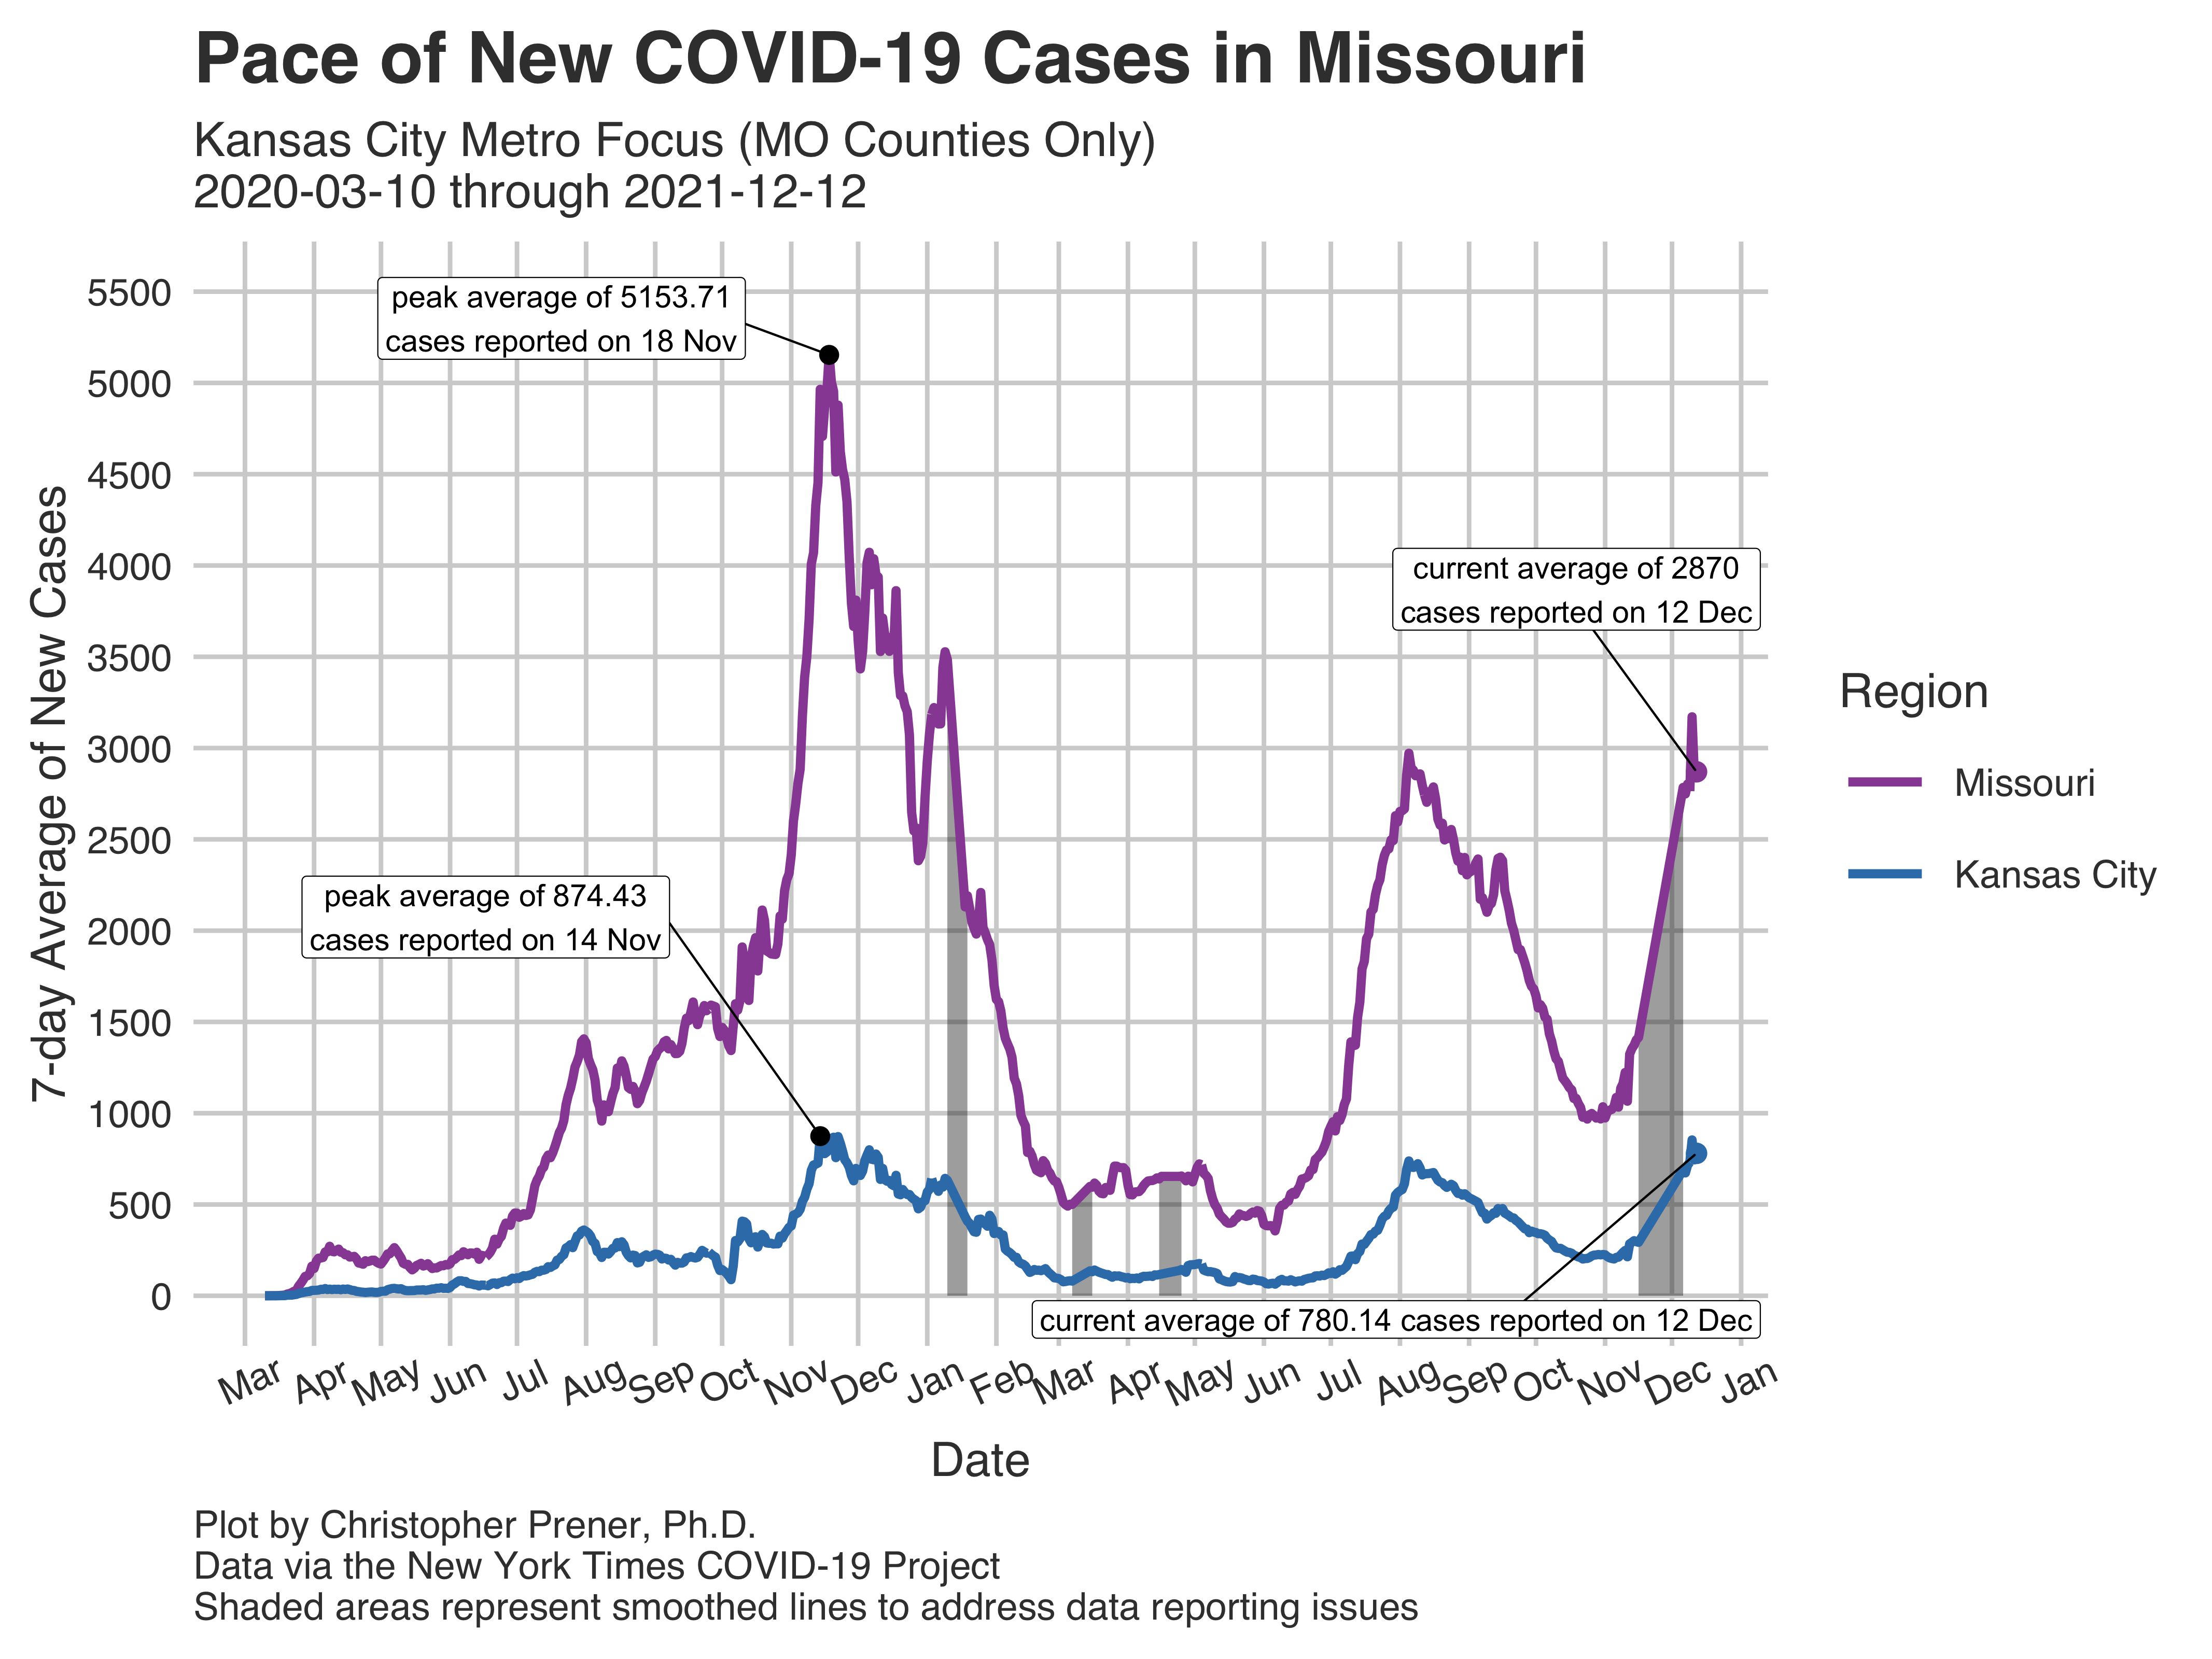 Pace of New COVID-19 Cases in Missouri
Kansas City Metro Focus (MO Counties Only)
2020-03-10 through 2021-12-12
7-day Average of New Cases
5500
5000
4500
4000
3500
3000
2500
2000
1500
1000
500
0
peak average of 5153.71
cases reported on 18 Nov
current average of 2870
cases reported on 12 Dec
peak average of 874.43
cases reported on 14 Nov
current average of 780.14 cases reported on 12 Dec
Region
Missouri
Kansas City
Mar Apr May Jun Jul Aug Sep Oct Nov Dec Jan Feb Mar Apr May Jun Jul Aug Sep Oct Nov Dec Jan
Date
Plot by Christopher Prener, Ph.D.
Data via the New York Times COVID-19 Project
Shaded areas represent smoothed lines to address data reporting issues